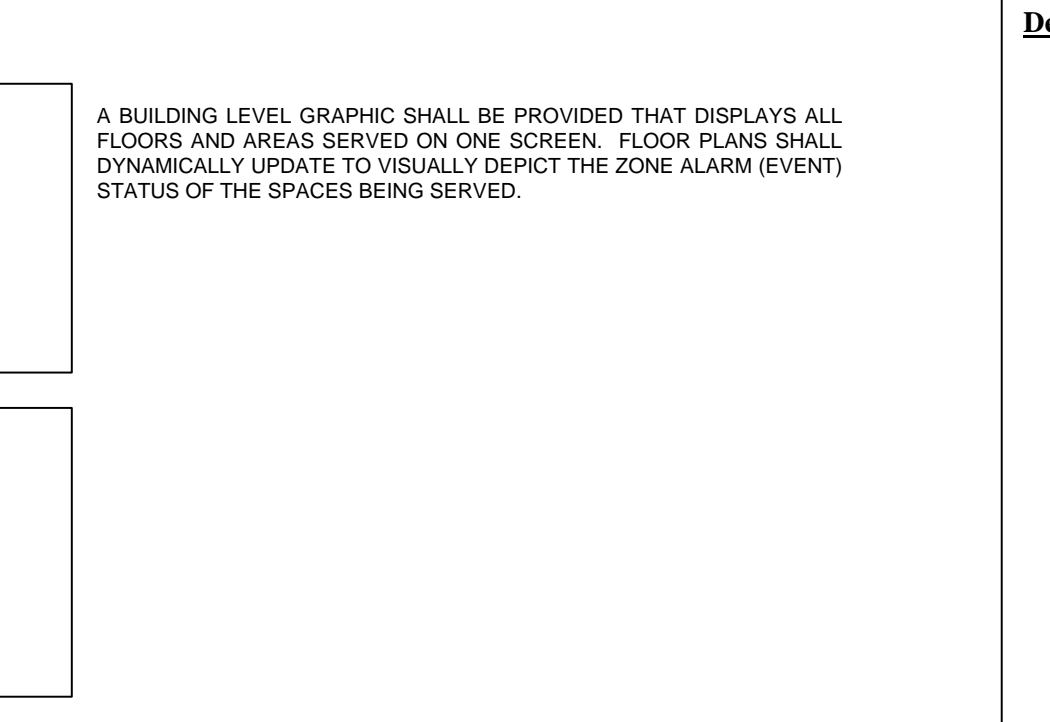 A BUILDING LEVEL GRAPHIC SHALL BE PROVIDED THAT DISPLAYS ALL
FLOORS AND AREAS SERVED ON ONE SCREEN.  FLOOR PLANS SHALL
DYNAMICALLY UPDATE TO VISUALLY DEPICT THE ZONE ALARM (EVENT)
STATUS OF THE SPACES BEING SERVED.